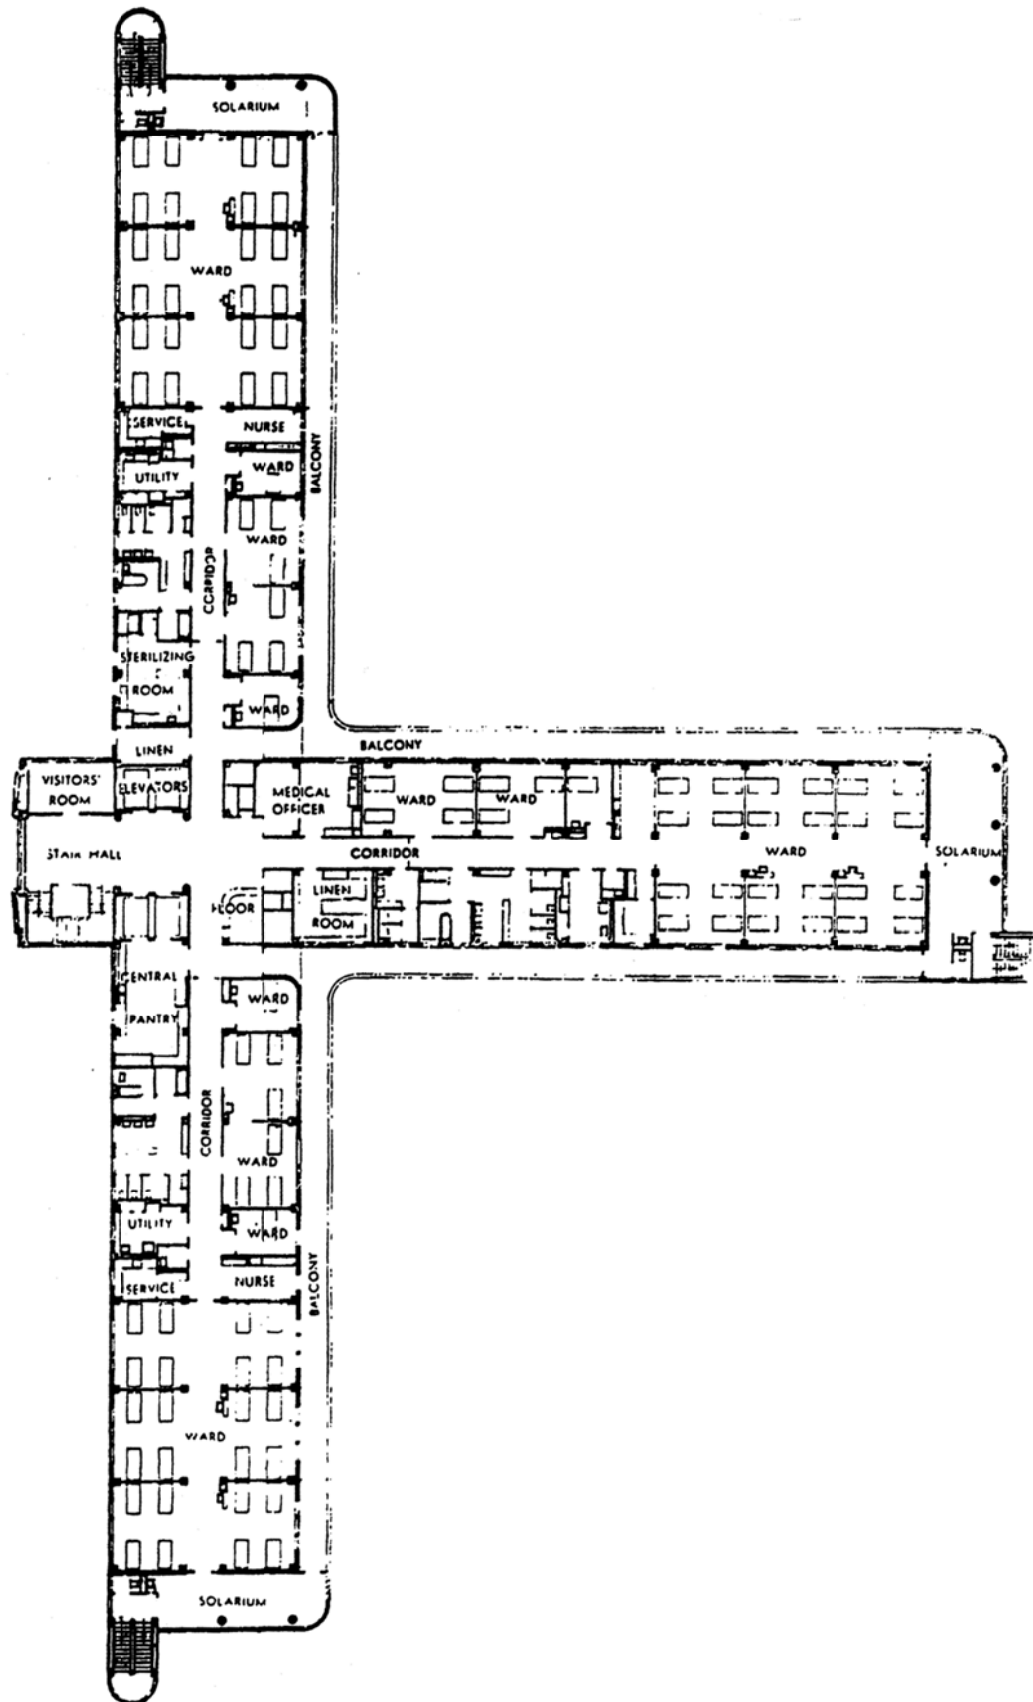 SOLARIUM
WARD
SERVICE
NURSE
WARD
UTILITY
BALCONY
WARD
CORRIDOR
STERILIZING
ROOM
WARD
LINEN
BALCONY
VISITORS'
ROOM
ELEVATORS
MEDICAL
OFFICER
WARD
WARD
STAIR HALL
CORRIDOR
WARD
SOLARIUM
LINEN
ROOM
FLOOR
CENTRAL
PANTRY
WARD
CORRIDOR
WARD
UTILITY
WARD
SERVICE
NURSE
BALCONY
WARD
SOLARIUM